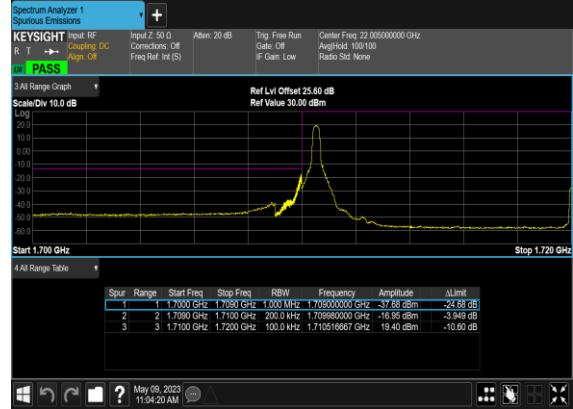 Spectrum Analyzer 1
Spurious Emissions
+
KEYSIGHT Input: RF Input Z: 50 Ω Atten: 20 dB Trig: Free Run Center Freq: 22.005000000 GHz
R T Coupling: DC Corrections: Off Gate: Off Avg|Hold: 100/100
Align: Off Freq Ref: Int (S) IF Gain: Low Radio Std: None
PASS
3 All Range Graph
Ref Lvl Offset 25.60 dB
Scale/Div 10.0 dB Ref Value 30.00 dBm
Log
20.0
10.0
0.00
-10.0
-20.0
-30.0
-40.0
-50.0
-60.0
Start 1.700 GHz Stop 1.720 GHz
4 All Range Table
Spur Range Start Freq Stop Freq RBW Frequency Amplitude ΔLimit
1 1 1.7000 GHz 1.7090 GHz 1.000 MHz 1.709000000 GHz -37.68 dBm -24.68 dB
2 2 1.7090 GHz 1.7100 GHz 200.0 kHz 1.709980000 GHz -16.95 dBm -3.949 dB
3 3 1.7100 GHz 1.7200 GHz 100.0 kHz 1.710516667 GHz 19.40 dBm -10.60 dB
? May 09, 2023
11:04:20 AM